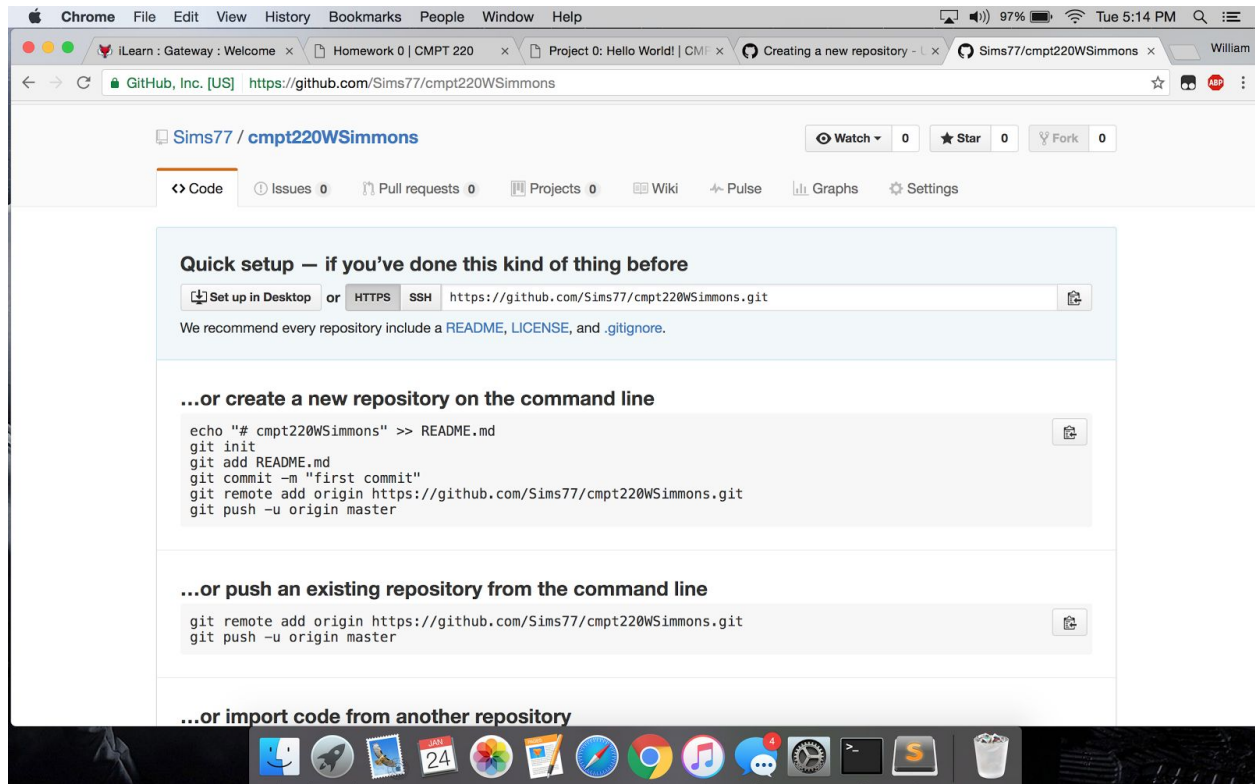 Chrome File Edit View History Bookmarks People Window Help 97% Tue 5:14 PM
iLearn : Gateway : Welcome × Homework 0 | CMPT 220 × Project 0: Hello World! | CMP × Creating a new repository - U × Sims77/cmpt220WSimmons × William
GitHub, Inc. [US] https://github.com/Sims77/cmpt220WSimmons ABP
Sims77 / cmpt220WSimmons Watch 0 Star 0 Fork 0
<> Code Issues 0 Pull requests 0 Projects 0 Wiki Pulse Graphs Settings
Quick setup — if you've done this kind of thing before
Set up in Desktop or HTTPS SSH https://github.com/Sims77/cmpt220WSimmons.git
We recommend every repository include a README, LICENSE, and .gitignore.
…or create a new repository on the command line
echo "# cmpt220WSimmons" >> README.md
git init
git add README.md
git commit -m "first commit"
git remote add origin https://github.com/Sims77/cmpt220WSimmons.git
git push -u origin master
…or push an existing repository from the command line
git remote add origin https://github.com/Sims77/cmpt220WSimmons.git
git push -u origin master
…or import code from another repository
JAN
24
4
>_
S